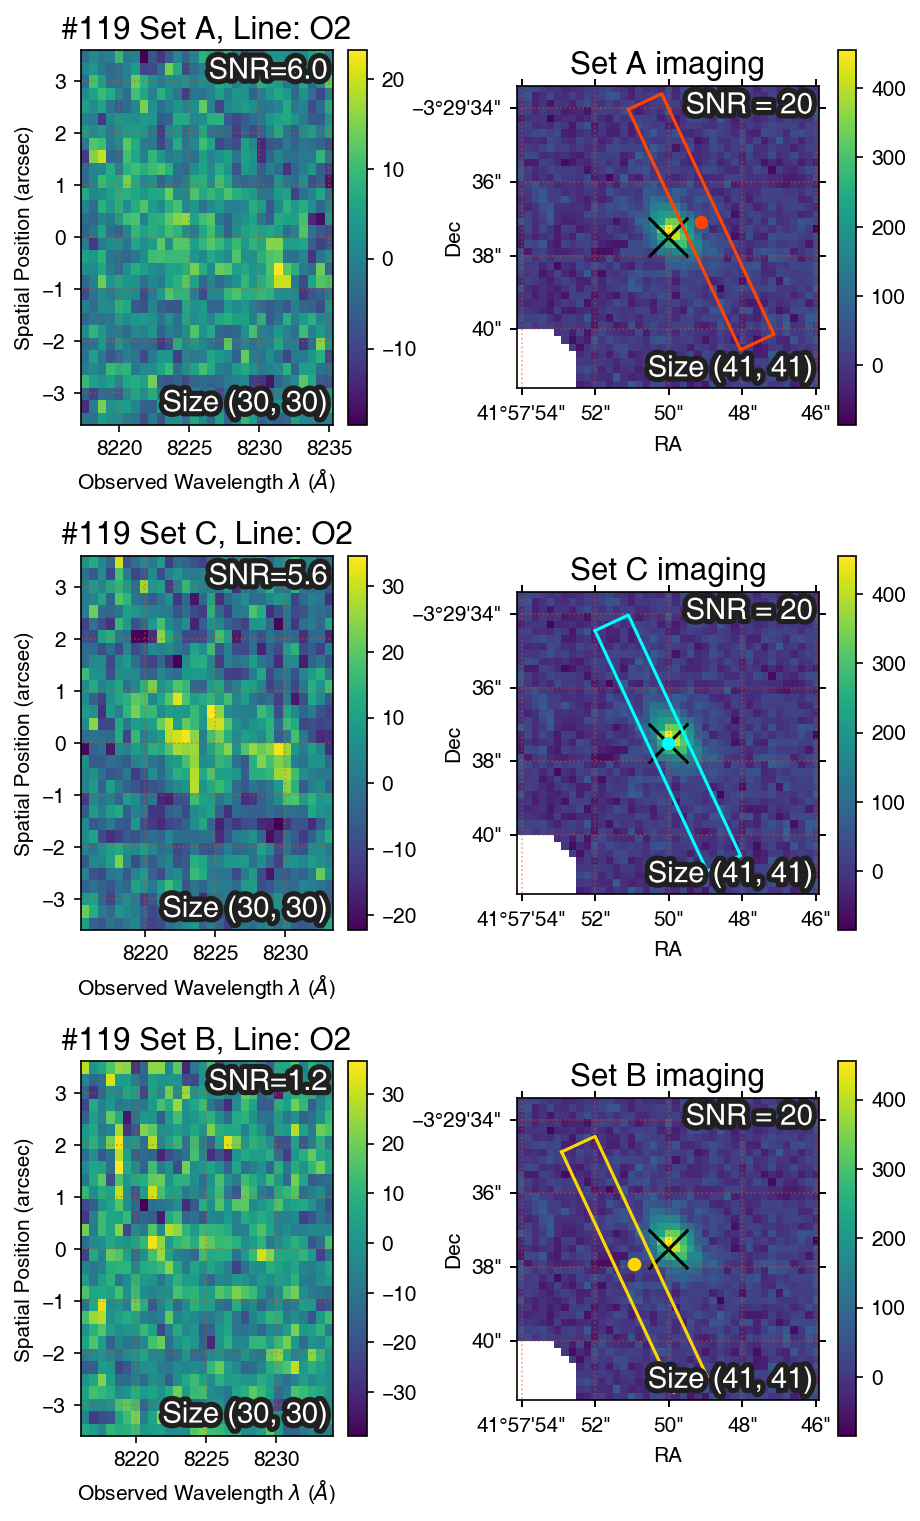 #119 Set A, Line: O2
SNR=6.0
Size (30, 30)
Spatial Position (arcsec)
3
2
1
0
−1
−2
−3
8220 8225 8230 8235
Observed Wavelength λ (Å)
20
10
0
−10
Set A imaging
SNR = 20
Size (41, 41)
Dec
−3°29'34"
36"
38"
40"
41°57'54" 52" 50" 48" 46"
RA
400
300
200
100
0
#119 Set C, Line: O2
SNR=5.6
Size (30, 30)
Spatial Position (arcsec)
3
2
1
0
−1
−2
−3
8220 8225 8230
Observed Wavelength λ (Å)
30
20
10
0
−10
−20
Set C imaging
SNR = 20
Size (41, 41)
Dec
−3°29'34"
36"
38"
40"
41°57'54" 52" 50" 48" 46"
RA
400
300
200
100
0
#119 Set B, Line: O2
SNR=1.2
Size (30, 30)
Spatial Position (arcsec)
3
2
1
0
−1
−2
−3
8220 8225 8230
Observed Wavelength λ (Å)
30
20
10
0
−10
−20
−30
Set B imaging
SNR = 20
Size (41, 41)
Dec
−3°29'34"
36"
38"
40"
41°57'54" 52" 50" 48" 46"
RA
400
300
200
100
0